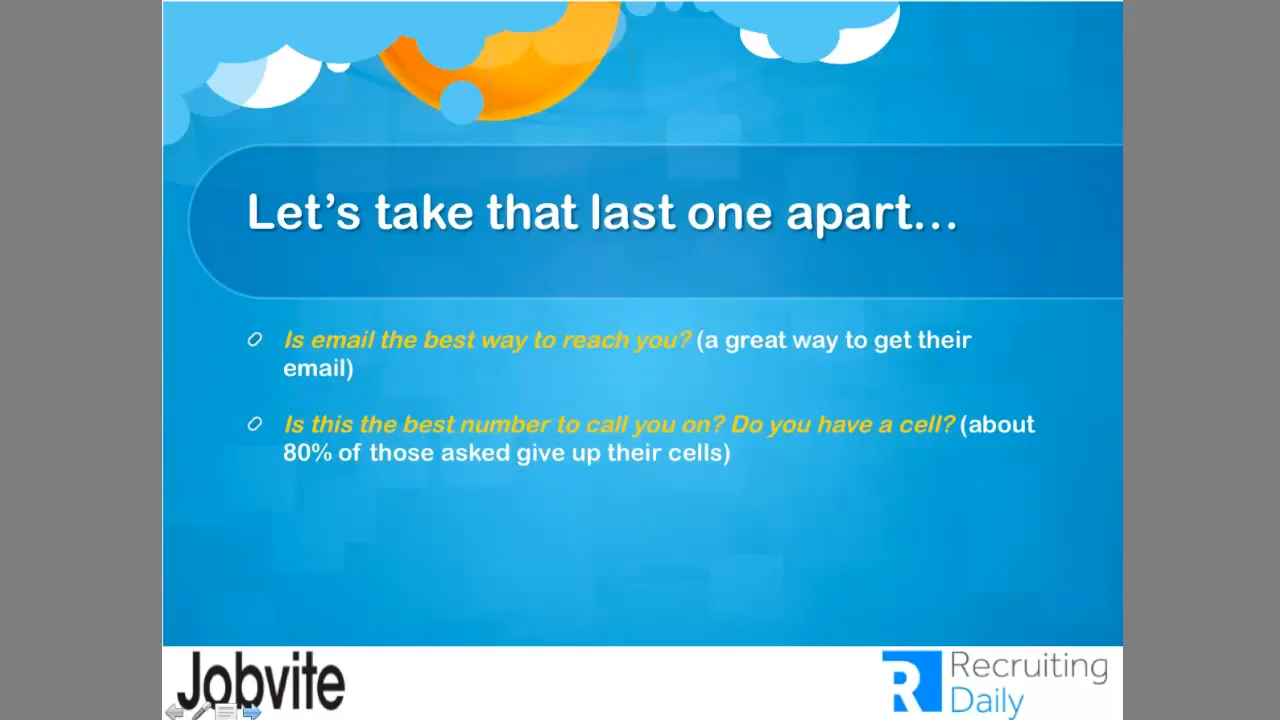 Let’s take that last one apart…
Is email the best way to reach you? (a great way to get their
email)
Is this the best number to call you on? Do you have a cell? (about
80% of those asked give up their cells)
Jobvite
R
Recruiting
Daily